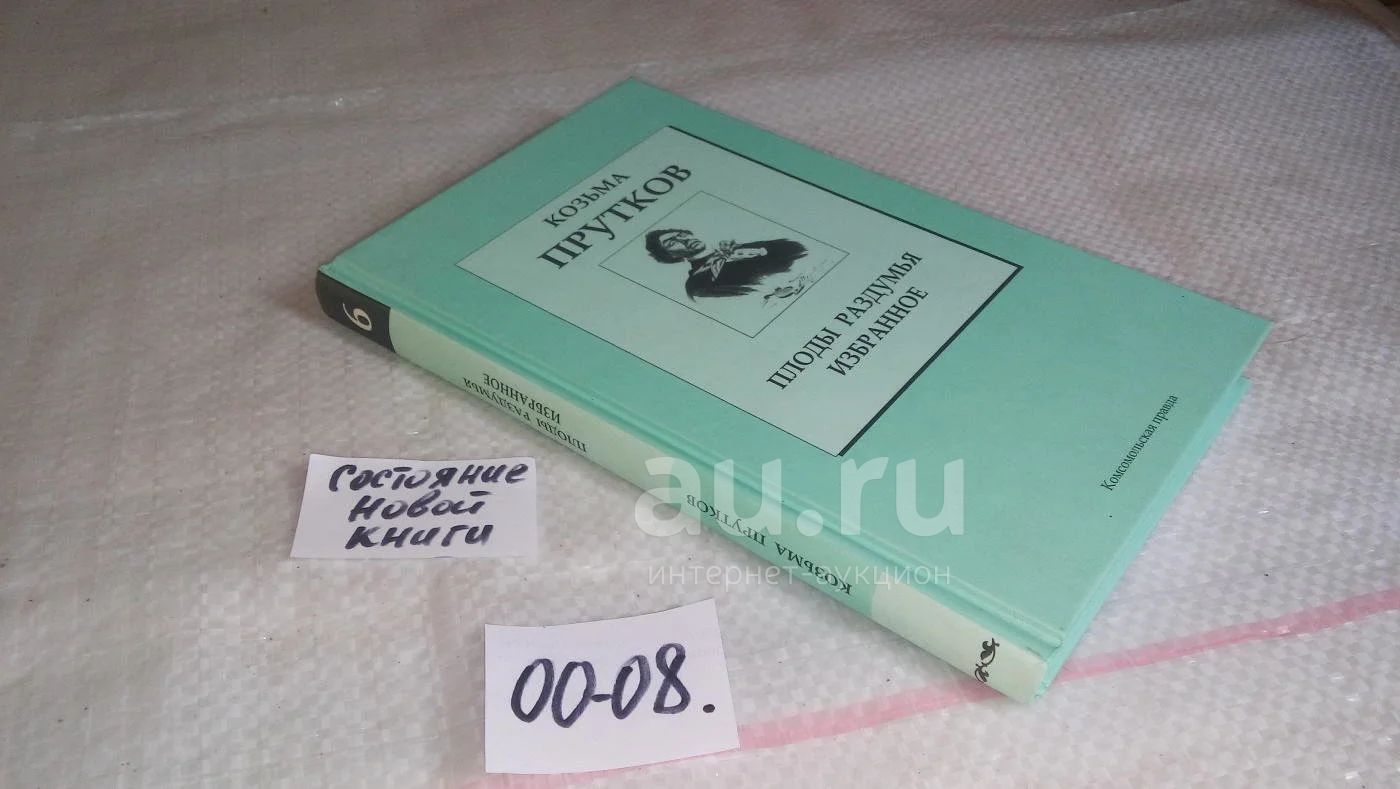 КОЗЬМА
ПРУТКОВ
ПЛОДЫ РАЗДУМЬЯ
ИЗБРАННОЕ
Комсомольская правда
6
ПЛОДЫ РАЗДУМЬЯ
ИЗБРАННОЕ
КОЗЬМА ПРУТКОВ
Состояние
новой
книги
00-08.
au.ru
интернет-аукцион